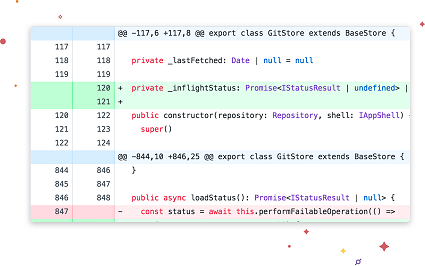 @@ -117,6 +117,8 @@ export class GitStore extends BaseStore {
117 117
118 118 private _lastFetched: Date | null = null
119 119
120 + private _inflightStatus: Promise<IStatusResult | undefined> |
121 +
120 122 public constructor(repository: Repository, shell: IAppShell)
121 123 super()
122 124
@@ -844,10 +846,25 @@ export class GitStore extends BaseStore {
844 846 }
845 847
846 848 public async loadStatus(): Promise<IStatusResult | null> {
847 - const status = await this.performFailableOperation(() =>